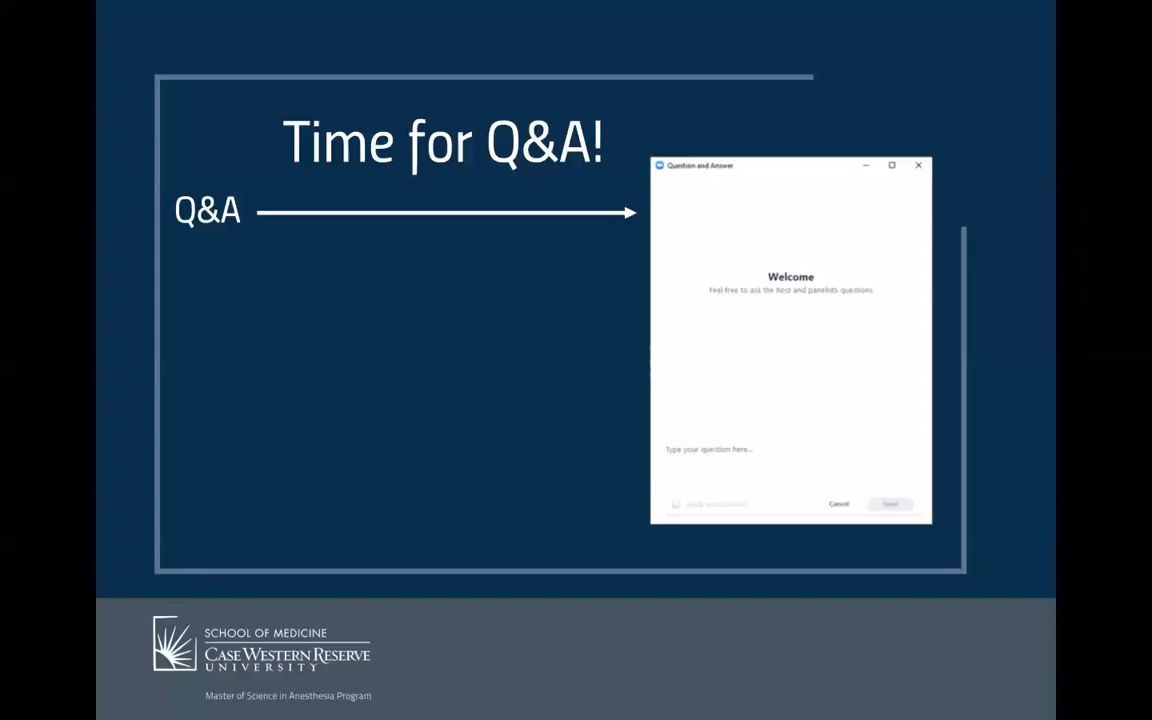 Time for Q&A!
Q&A
Question and Answer
Welcome
Feel free to ask the host and panelists questions
Type your question here...
Cancel
Send
SCHOOL OF MEDICINE
CASE WESTERN RESERVE
UNIVERSITY
Master of Science in Anesthesia Program